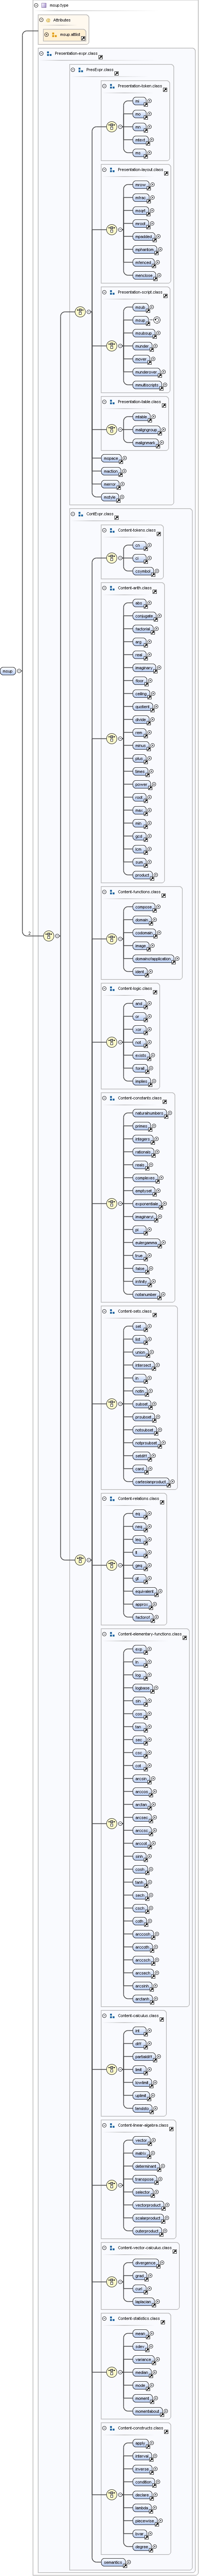 msup.type
Attributes
msup.attlist
Presentation-expr.class
PresExpr.class
Presentation-token.class
mi
mo
mn
mtext
ms
Presentation-layout.class
mrow
mfrac
msqrt
mroot
mpadded
mphantom
mfenced
menclose
Presentation-script.class
msub
msup
msubsup
munder
mover
munderover
mmultiscripts
Presentation-table.class
mtable
maligngroup
malignmark
mspace
maction
merror
mstyle
ContExpr.class
Content-tokens.class
cn
ci
csymbol
Content-arith.class
abs
conjugate
factorial
arg
real
imaginary
floor
ceiling
quotient
divide
rem
minus
plus
times
power
root
max
min
gcd
lcm
sum
product
msup
2
Content-functions.class
compose
domain
codomain
image
domainofapplication
ident
Content-logic.class
and
or
xor
not
exists
forall
implies
Content-constants.class
naturalnumbers
primes
integers
rationals
reals
complexes
emptyset
exponentiale
imaginaryi
pi
eulergamma
true
false
infinity
notanumber
Content-sets.class
set
list
union
intersect
in
notin
subset
prsubset
notsubset
notprsubset
setdiff
card
cartesianproduct
Content-relations.class
eq
neq
leq
lt
geq
gt
equivalent
approx
factorof
Content-elementary-functions.class
exp
ln
log
logbase
sin
cos
tan
sec
csc
cot
arcsin
arccos
arctan
arcsec
arccsc
arccot
sinh
cosh
tanh
sech
csch
coth
arccosh
arccoth
arccsch
arcsech
arcsinh
arctanh
Content-calculus.class
int
diff
partialdiff
limit
lowlimit
uplimit
tendsto
Content-linear-algebra.class
vector
matrix
determinant
transpose
selector
vectorproduct
scalarproduct
outerproduct
Content-vector-calculus.class
divergence
grad
curl
laplacian
Content-statistics.class
mean
sdev
variance
median
mode
moment
momentabout
Content-constructs.class
apply
interval
inverse
condition
declare
lambda
piecewise
bvar
degree
semantics